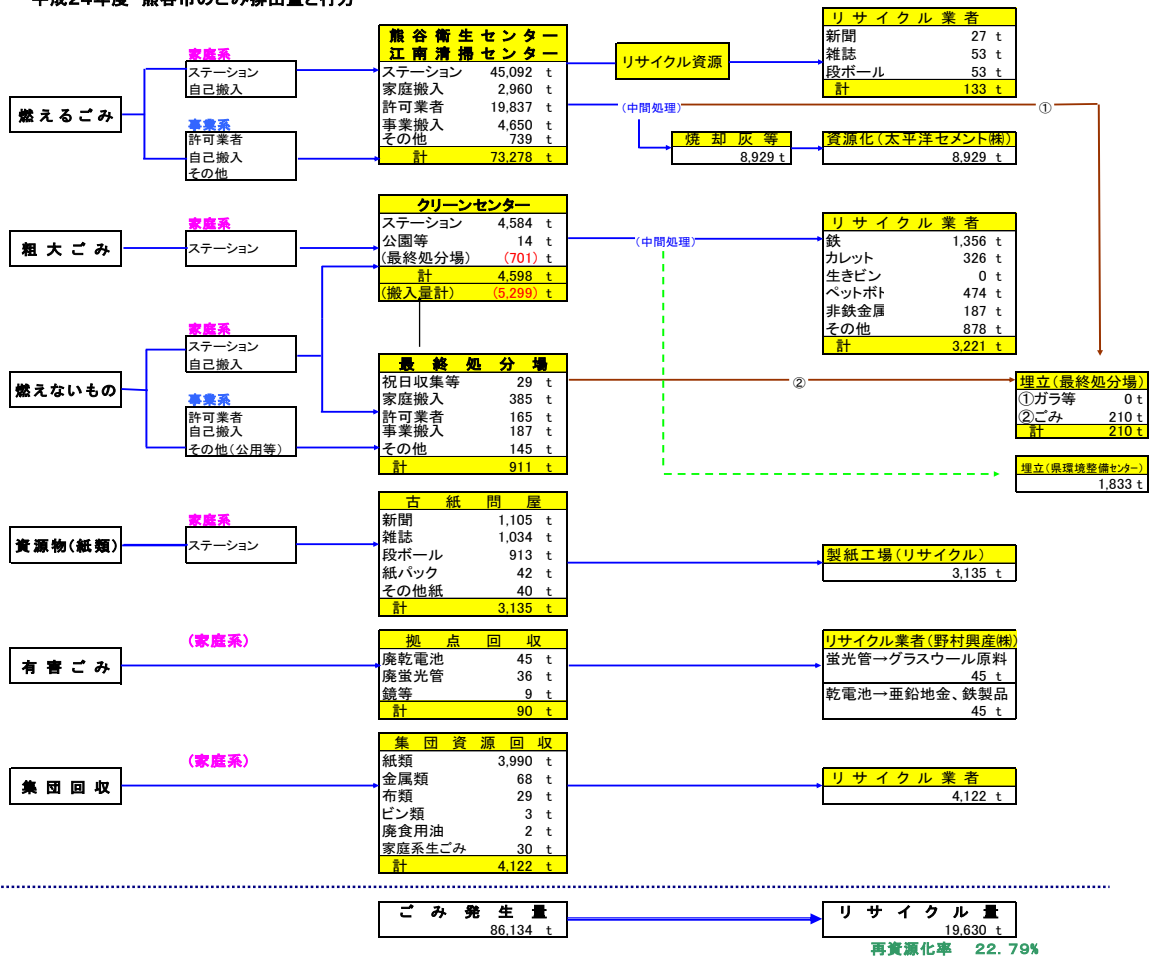 平成24年度 熊谷市のごみ排出量と行方
燃えるごみ
家庭系
ステーション
自己搬入
事業系
許可業者
自己搬入
その他
熊谷衛生センター
江南清掃センター
ステーション 45,092 t
家庭搬入 2,960 t
許可業者 19,837 t
事業搬入 4,650 t
その他 739 t
計 73,278 t
リサイクル資源
リサイクル業者
新聞 27 t
雑誌 53 t
段ボール 53 t
計 133 t
(中間処理)
①
焼却灰等
8,929 t
資源化(太平洋セメント㈱)
8,929 t
粗大ごみ
家庭系
ステーション
クリーンセンター
ステーション 4,584 t
公園等 14 t
(最終処分場) (701) t
計 4,598 t
(搬入量計) (5,299) t
(中間処理)
リサイクル業者
鉄 1,356 t
カレット 326 t
生きビン 0 t
ペットボト 474 t
非鉄金属 187 t
その他 878 t
計 3,221 t
燃えないもの
家庭系
ステーション
自己搬入
事業系
許可業者
自己搬入
その他(公用等)
最終処分場
祝日収集等 29 t
家庭搬入 385 t
許可業者 165 t
事業搬入 187 t
その他 145 t
計 911 t
②
埋立(最終処分場)
①ガラ等 0 t
②ごみ 210 t
計 210 t
埋立(県環境整備センター)
1,833 t
資源物(紙類)
家庭系
ステーション
古紙問屋
新聞 1,105 t
雑誌 1,034 t
段ボール 913 t
紙パック 42 t
その他紙 40 t
計 3,135 t
製紙工場(リサイクル)
3,135 t
有害ごみ
(家庭系)
拠点回収
廃乾電池 45 t
廃蛍光管 36 t
鏡等 9 t
計 90 t
リサイクル業者(野村興産㈱)
蛍光管→グラスウール原料
45 t
乾電池→亜鉛地金、鉄製品
45 t
集団回収
(家庭系)
集団資源回収
紙類 3,990 t
金属類 68 t
布類 29 t
ビン類 3 t
廃食用油 2 t
家庭系生ごみ 30 t
計 4,122 t
リサイクル業者
4,122 t
ごみ発生量
86,134 t
リサイクル量
19,630 t
再資源化率 22.79%